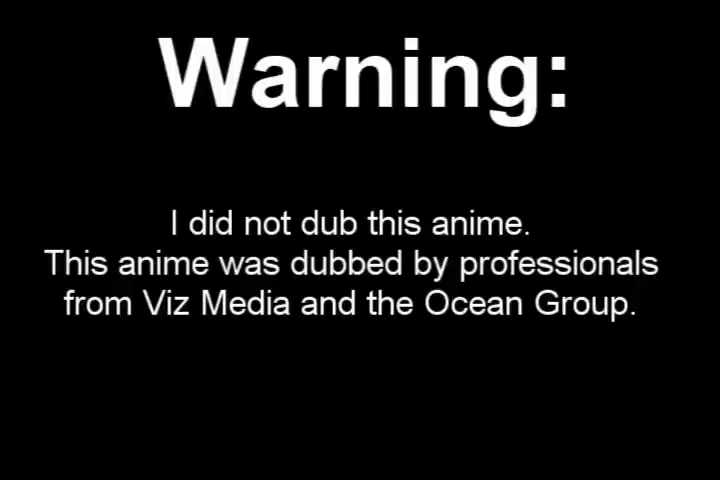 Warning:
I did not dub this anime.
This anime was dubbed by professionals
from Viz Media and the Ocean Group.